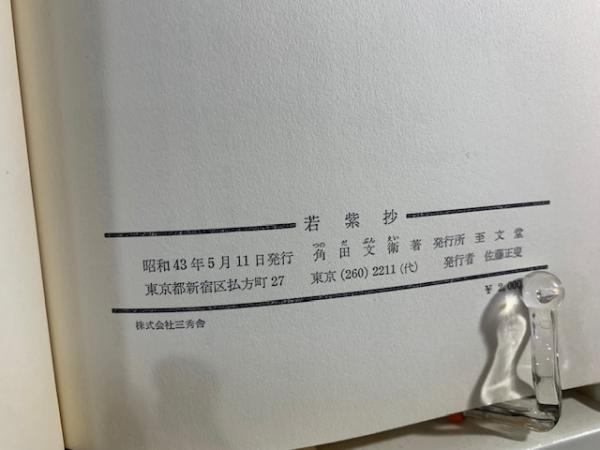 若紫抄
昭和43年5月11日発行 角田文衞著 発行所 至文堂
東京都新宿区払方町27 東京(260)2211(代) 発行者 佐藤正叟
¥2,000
株式会社三秀舎